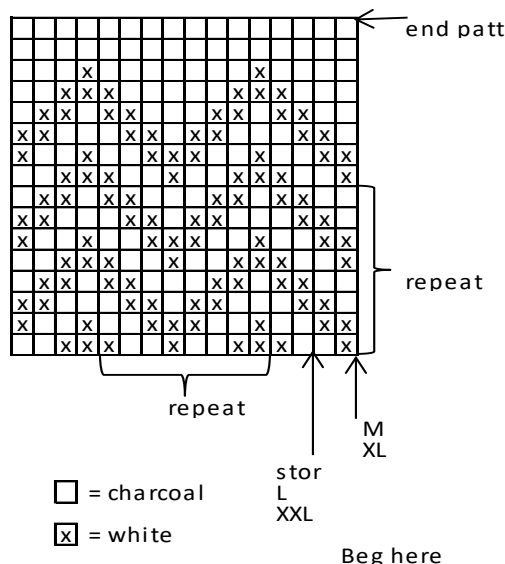 end patt
repeat
repeat
M
XL
stor
L
XXL
= charcoal
x = white
Beg here